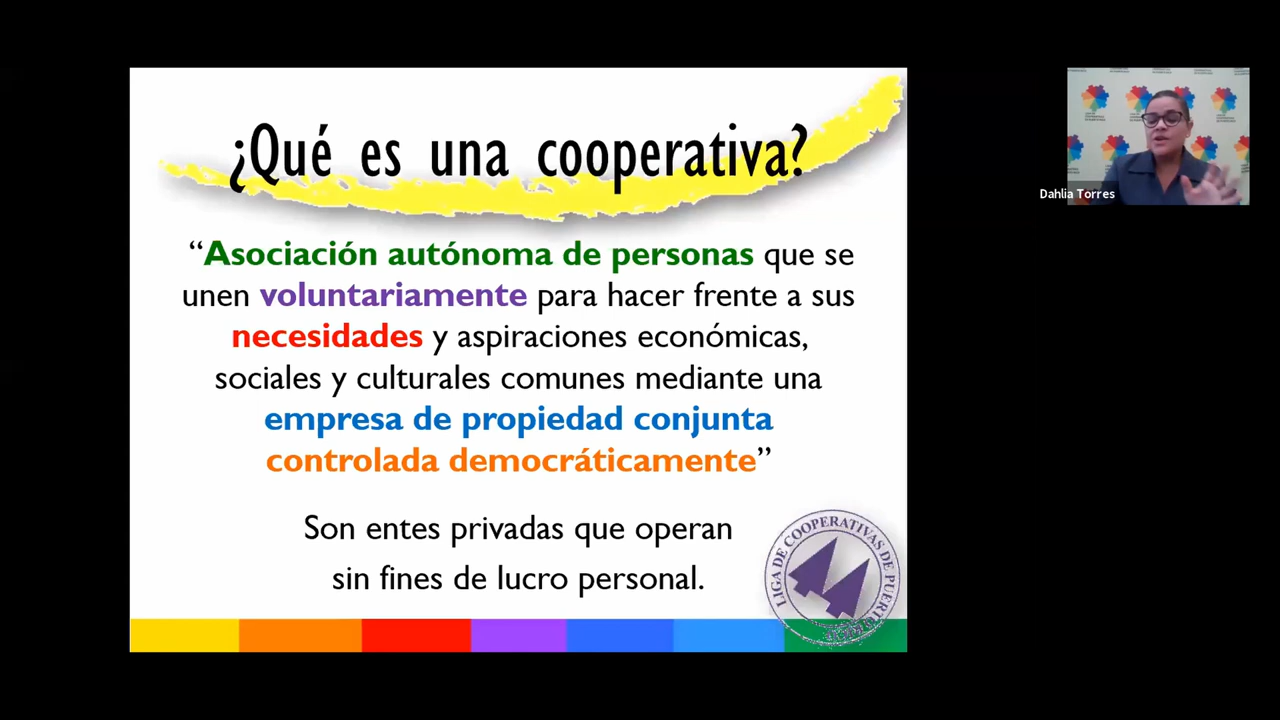 ¿Qué es una cooperativa?
“Asociación autónoma de personas que se
unen voluntariamente para hacer frente a sus
necesidades y aspiraciones económicas,
sociales y culturales comunes mediante una
empresa de propiedad conjunta
controlada democráticamente”
Son entes privadas que operan
sin fines de lucro personal.
LIGA DE COOPERATIVAS DE PUERTO RICO
Dahlia Torres